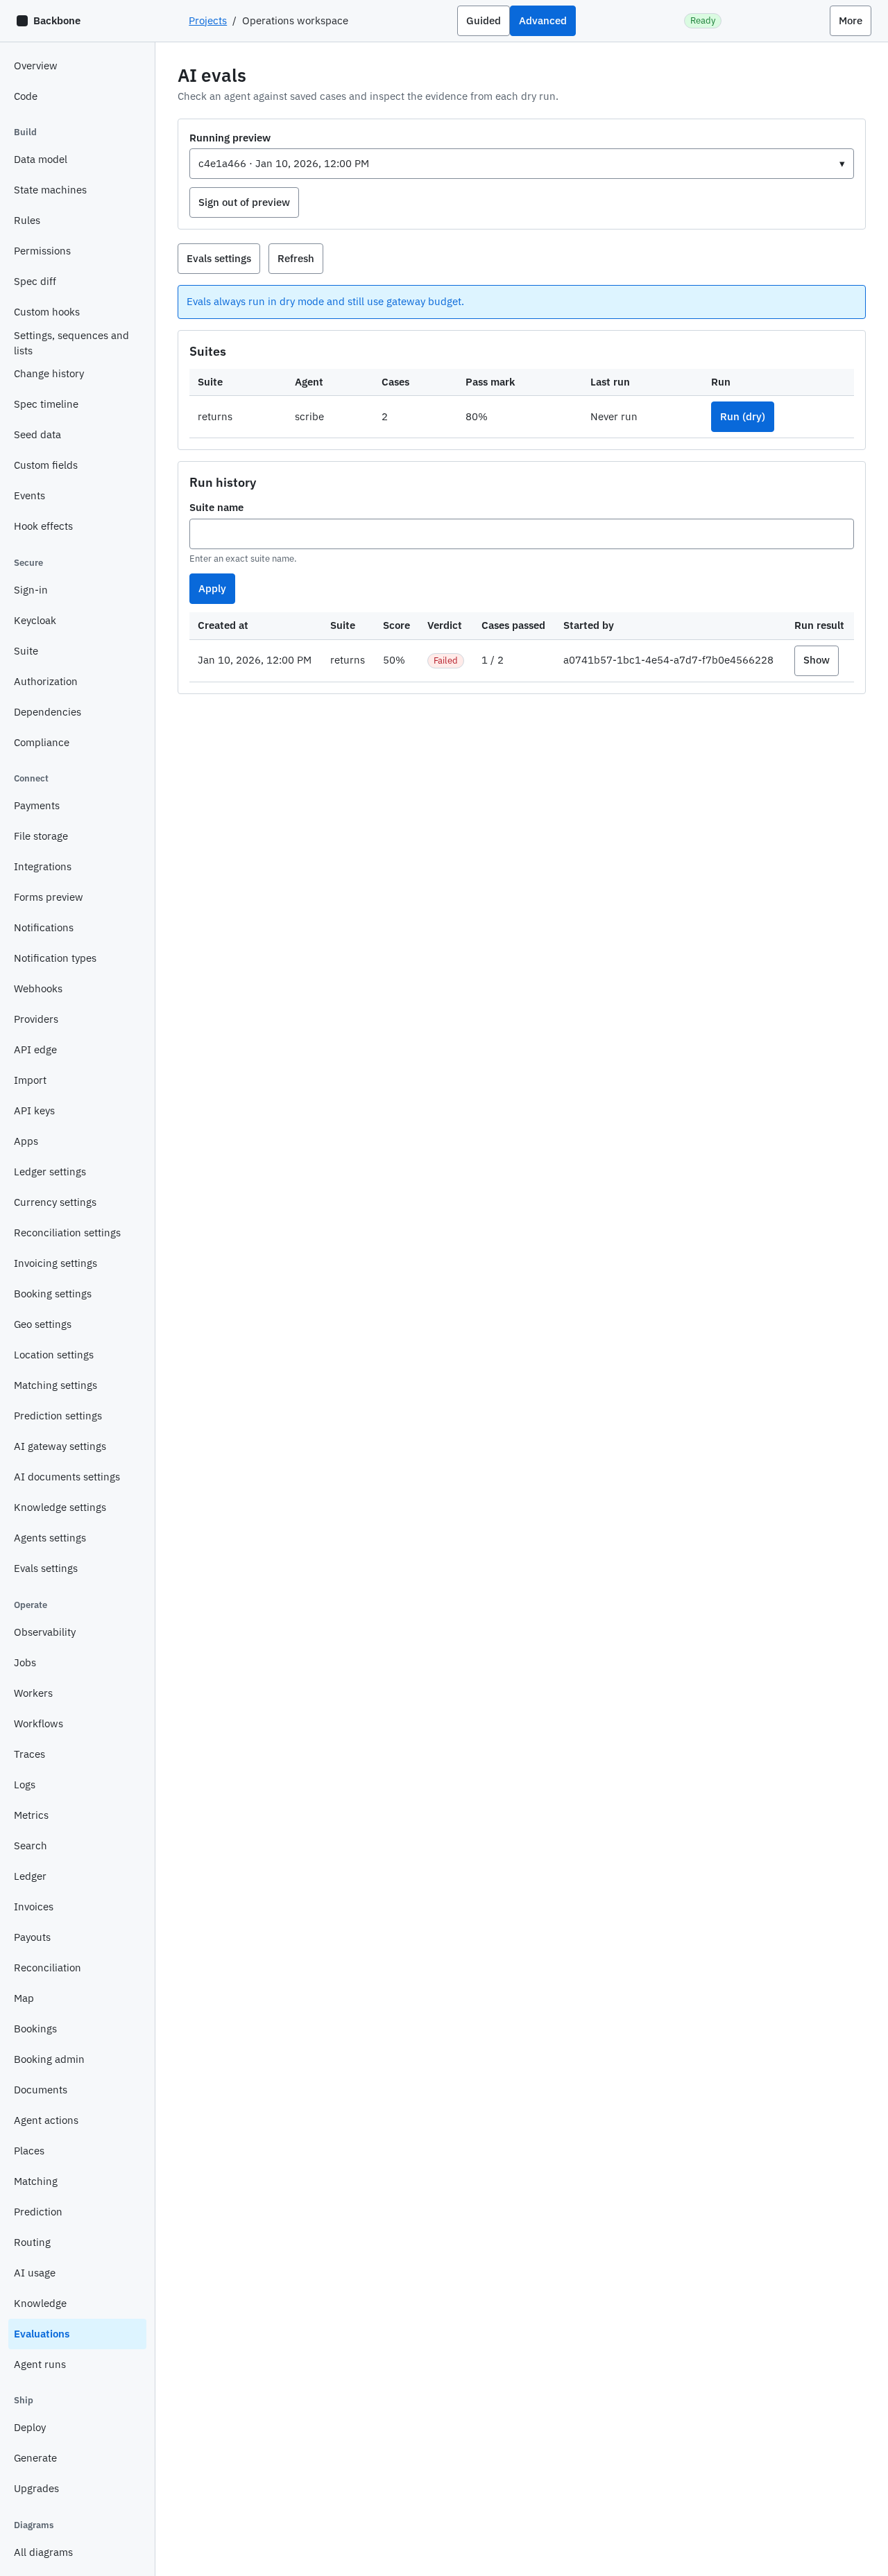 Backbone
Projects / Operations workspace
Guided
Advanced
Ready
More
Overview
Code
Build
Data model
State machines
Rules
Permissions
Spec diff
Custom hooks
Settings, sequences and
lists
Change history
Spec timeline
Seed data
Custom fields
Events
Hook effects
Secure
Sign-in
Keycloak
Suite
Authorization
Dependencies
Compliance
Connect
Payments
File storage
Integrations
Forms preview
Notifications
Notification types
Webhooks
Providers
API edge
Import
API keys
Apps
Ledger settings
Currency settings
Reconciliation settings
Invoicing settings
Booking settings
Geo settings
Location settings
Matching settings
Prediction settings
AI gateway settings
AI documents settings
Knowledge settings
Agents settings
Evals settings
Operate
Observability
Jobs
Workers
Workflows
Traces
Logs
Metrics
Search
Ledger
Invoices
Payouts
Reconciliation
Map
Bookings
Booking admin
Documents
Agent actions
Places
Matching
Prediction
Routing
AI usage
Knowledge
Evaluations
Agent runs
Ship
Deploy
Generate
Upgrades
Diagrams
All diagrams
AI evals
Check an agent against saved cases and inspect the evidence from each dry run.
Running preview
c4e1a466 · Jan 10, 2026, 12:00 PM
Sign out of preview
Evals settings
Refresh
Evals always run in dry mode and still use gateway budget.
Suites
Suite Agent Cases Pass mark Last run Run
returns scribe 2 80% Never run Run (dry)
Run history
Suite name
Enter an exact suite name.
Apply
Created at Suite Score Verdict Cases passed Started by Run result
Jan 10, 2026, 12:00 PM returns 50% Failed 1 / 2 a0741b57-1bc1-4e54-a7d7-f7b0e4566228 Show